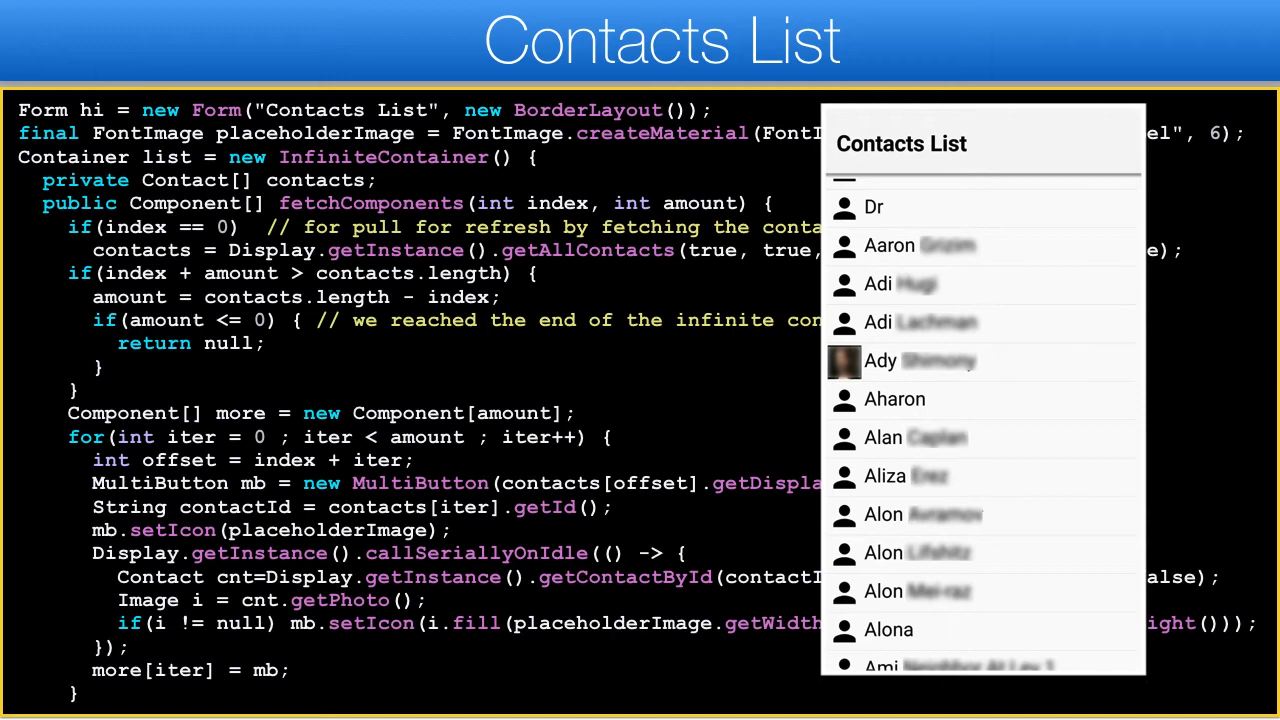 Contacts List
Form hi = new Form("Contacts List", new BorderLayout());
final FontImage placeholderImage = FontImage.createMaterial(FontI el", 6);
Container list = new InfiniteContainer() {
private Contact[] contacts;
public Component[] fetchComponents(int index, int amount) {
if(index == 0) // for pull for refresh by fetching the conta
contacts = Display.getInstance().getAllContacts(true, true, e);
if(index + amount > contacts.length) {
amount = contacts.length - index;
if(amount <= 0) { // we reached the end of the infinite con
return null;
}
}
Component[] more = new Component[amount];
for(int iter = 0 ; iter < amount ; iter++) {
int offset = index + iter;
MultiButton mb = new MultiButton(contacts[offset].getDispla
String contactId = contacts[iter].getId();
mb.setIcon(placeholderImage);
Display.getInstance().callSeriallyOnIdle(() -> {
Contact cnt=Display.getInstance().getContactById(contactI alse);
Image i = cnt.getPhoto();
if(i != null) mb.setIcon(i.fill(placeholderImage.getWidth ight()));
});
more[iter] = mb;
}
Contacts List
Dr
Aaron
Adi
Adi
Ady
Aharon
Alan
Aliza
Alon
Alon
Alon
Alona
Ami